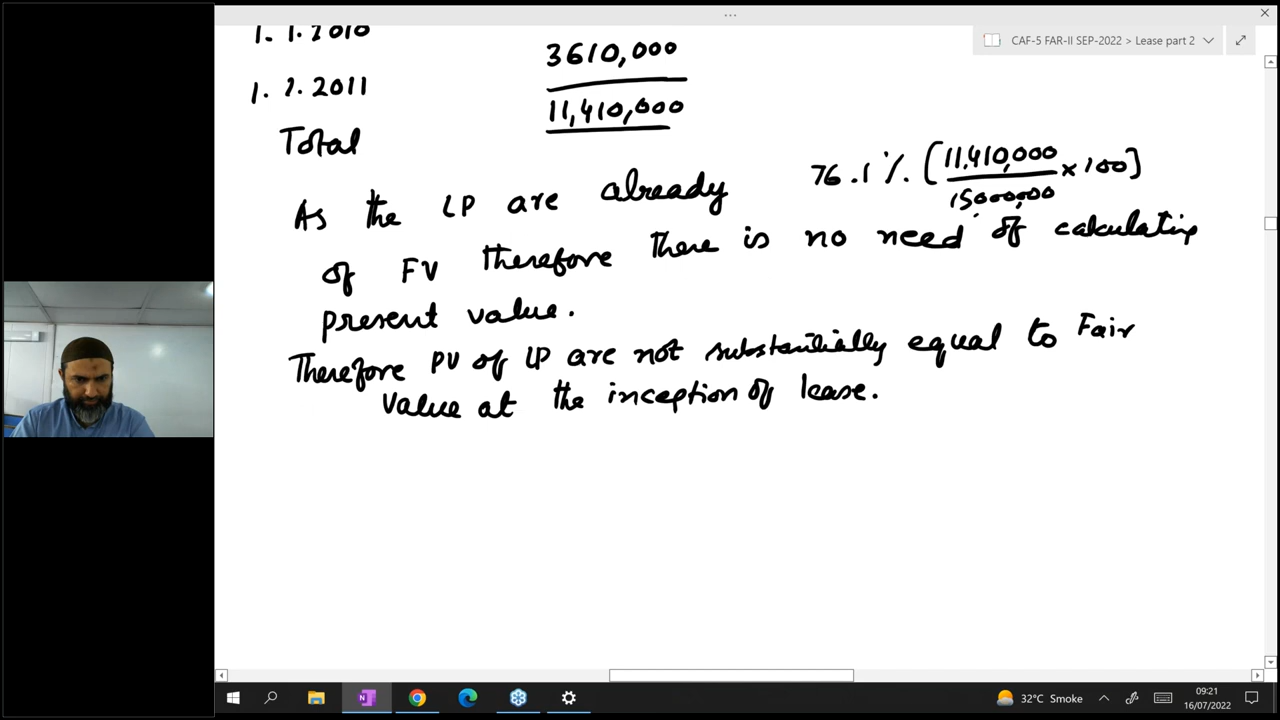 CAF-5 FAR-II SEP-2022 > Lease part 2
1. 1. 2010
3610,000
1. 1. 2011
11,410,000
Total
As the LP are already 76.1%. [11,410,000 / 15000,000 × 100]
of FV therefore there is no need of calculating
present value.
Therefore PV of LP are not substantially equal to Fair
Value at the inception of lease.
32°C Smoke
09:21
16/07/2022